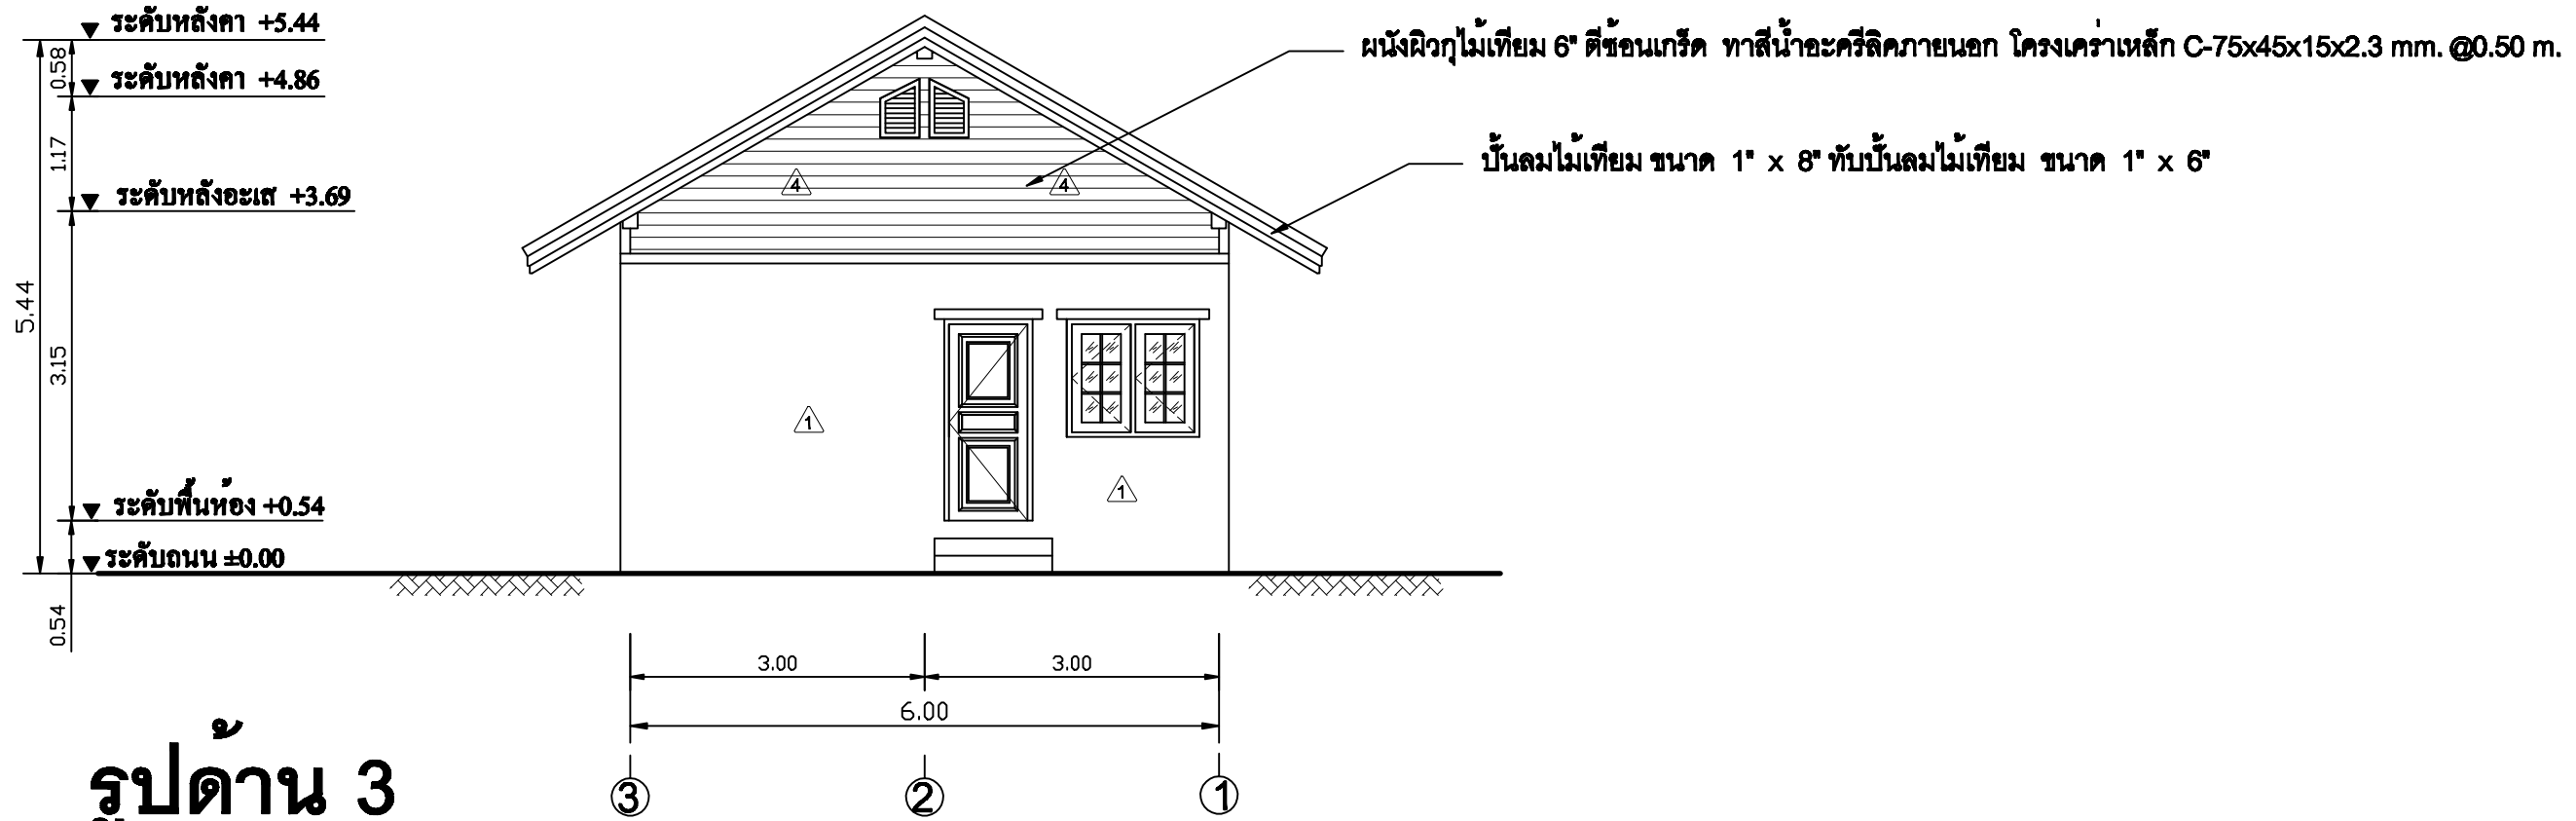 ระดับหลังคา +5.44
ผนังผิวกุไม้เทียม 6" ตีซ้อนเกร็ด ทาสีน้ำอะครีลิคภายนอก โครงเคร่าเหล็ก C-75x45x15x2.3 mm. @0.50 m.
0.58
ระดับหลังคา +4.86
1.17
ปั้นลมไม้เทียม ขนาด 1" x 8" ทับปั้นลมไม้เทียม ขนาด 1" x 6"
4
4
ระดับหลังอะเส +3.69
5.44
3.15
1
1
ระดับพื้นห้อง +0.54
ระดับถนน ±0.00
0.54
3.00
3.00
6.00
รูปด้าน 3
3
2
1